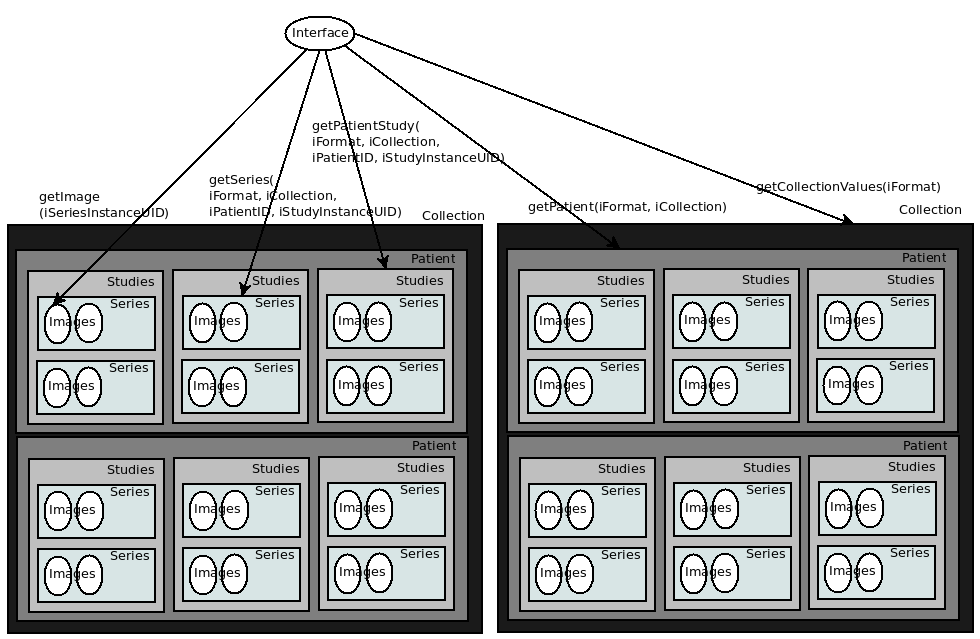 Interface
getPatientStudy(
iFormat, iCollection,
iPatientID, iStudyInstanceUID)
getSeries(
iFormat, iCollection,
iPatientID, iStudyInstanceUID)
getImage
(iSeriesInstanceUID)
getPatient(iFormat, iCollection)
getCollectionValues(iFormat)
Collection
Collection
Patient
Studies
Series
Images
Series
Images
Studies
Series
Images
Series
Images
Studies
Series
Images
Series
Images
Patient
Studies
Series
Images
Series
Images
Studies
Series
Images
Series
Images
Studies
Series
Images
Series
Images
Patient
Studies
Series
Images
Series
Images
Studies
Series
Images
Series
Images
Studies
Series
Images
Series
Images
Patient
Studies
Series
Images
Series
Images
Studies
Series
Images
Series
Images
Studies
Series
Images
Series
Images